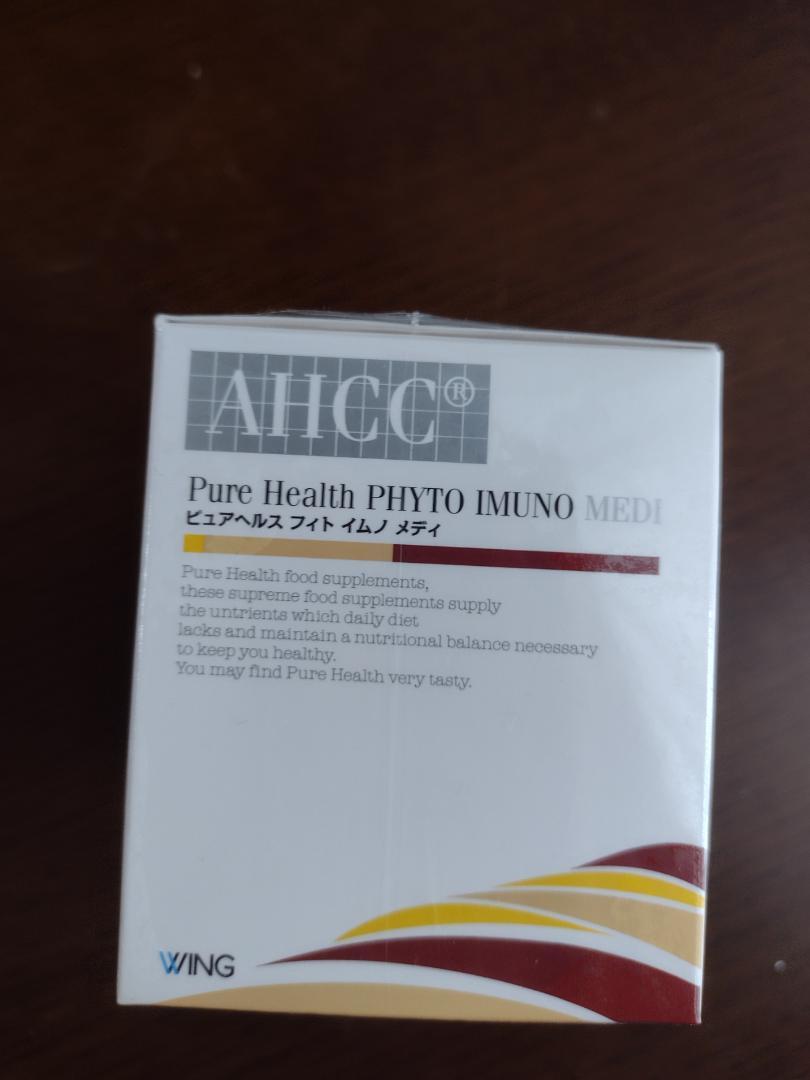 AHCC®
Pure Health PHYTO IMUNO MEDI
ピュアヘルス フィト イムノ メディ
Pure Health food supplements,
these supreme food supplements supply
the untrients which daily diet
lacks and maintain a nutritional balance necessary
to keep you healthy.
You may find Pure Health very tasty.
WING